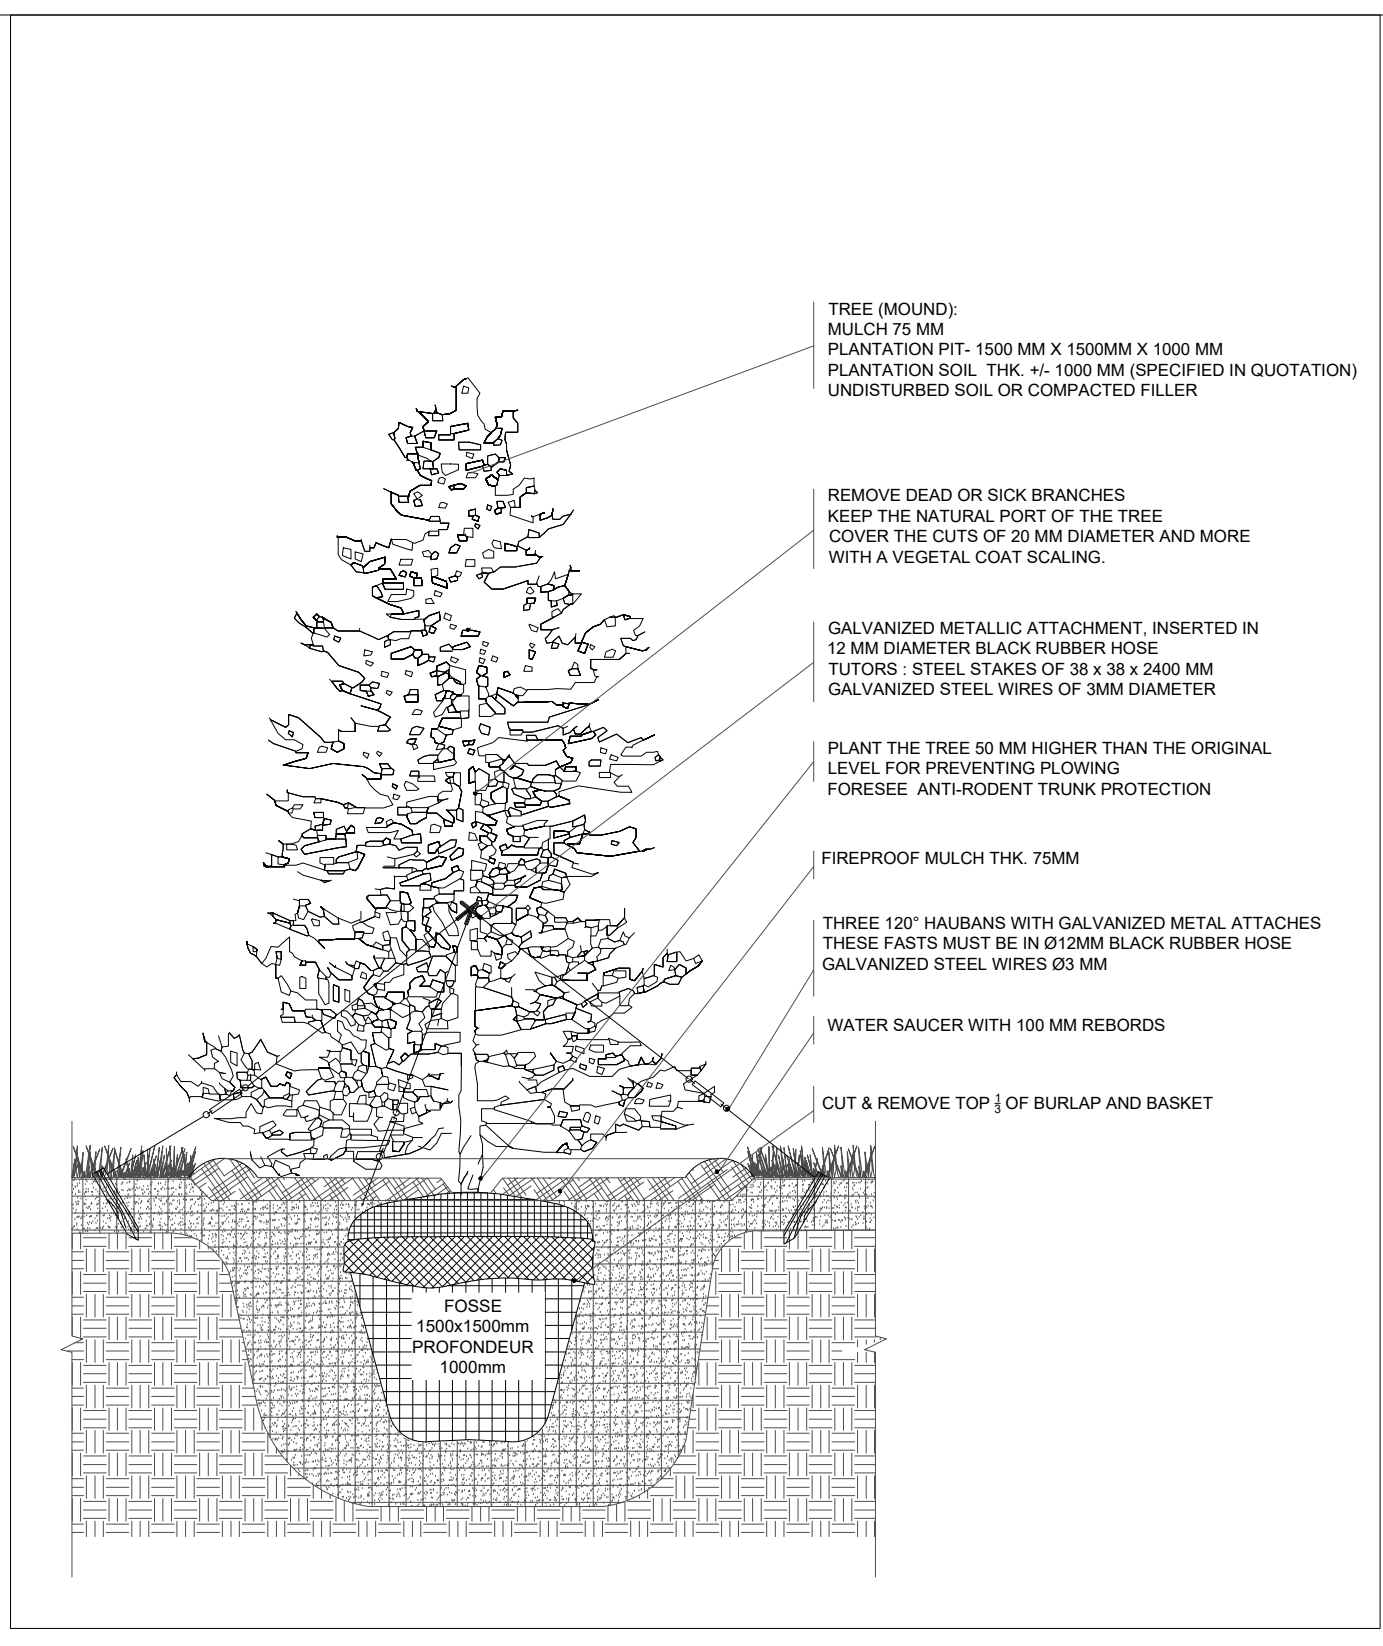 TREE (MOUND):
MULCH 75 MM
PLANTATION PIT- 1500 MM X 1500MM X 1000 MM
PLANTATION SOIL THK. +/- 1000 MM (SPECIFIED IN QUOTATION)
UNDISTURBED SOIL OR COMPACTED FILLER
REMOVE DEAD OR SICK BRANCHES
KEEP THE NATURAL PORT OF THE TREE
COVER THE CUTS OF 20 MM DIAMETER AND MORE
WITH A VEGETAL COAT SCALING.
GALVANIZED METALLIC ATTACHMENT, INSERTED IN
12 MM DIAMETER BLACK RUBBER HOSE
TUTORS : STEEL STAKES OF 38 x 38 x 2400 MM
GALVANIZED STEEL WIRES OF 3MM DIAMETER
PLANT THE TREE 50 MM HIGHER THAN THE ORIGINAL
LEVEL FOR PREVENTING PLOWING
FORESEE ANTI-RODENT TRUNK PROTECTION
FIREPROOF MULCH THK. 75MM
THREE 120° HAUBANS WITH GALVANIZED METAL ATTACHES
THESE FASTS MUST BE IN Ø12MM BLACK RUBBER HOSE
GALVANIZED STEEL WIRES Ø3 MM
WATER SAUCER WITH 100 MM REBORDS
CUT & REMOVE TOP 1/3 OF BURLAP AND BASKET
FOSSE
1500x1500mm
PROFONDEUR
1000mm